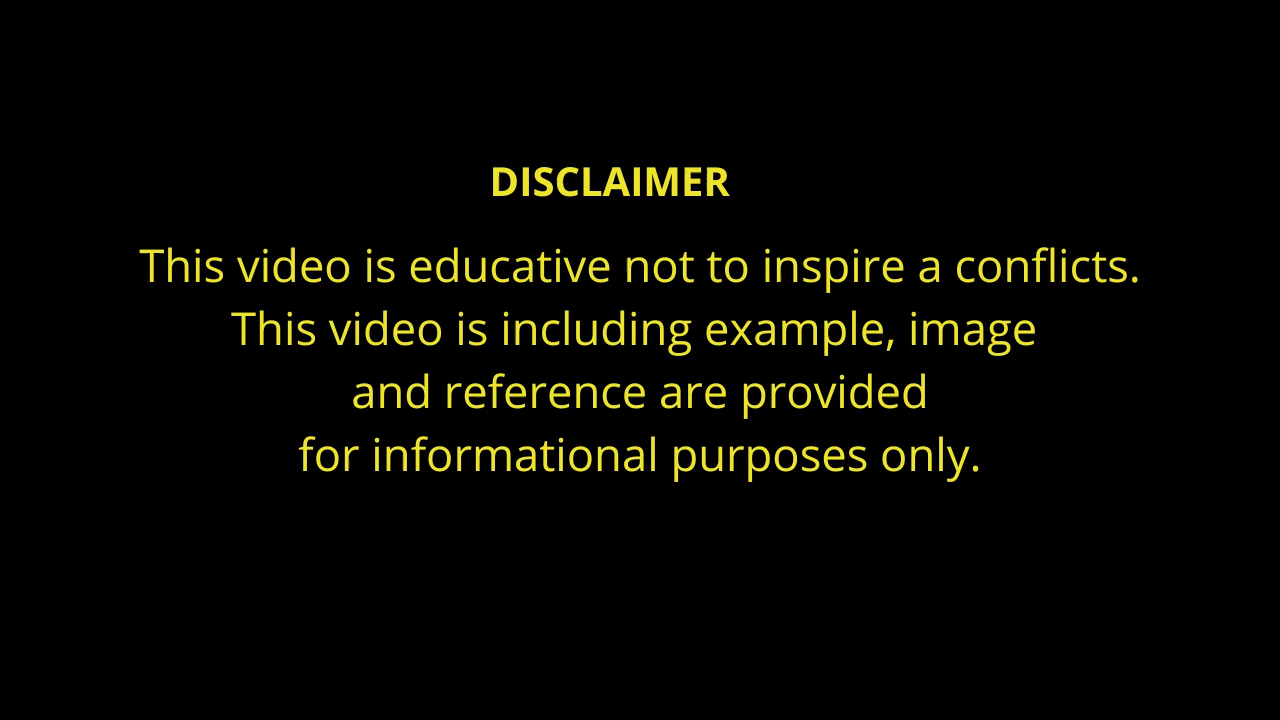 DISCLAIMER
This video is educative not to inspire a conflicts.
This video is including example, image
and reference are provided
for informational purposes only.